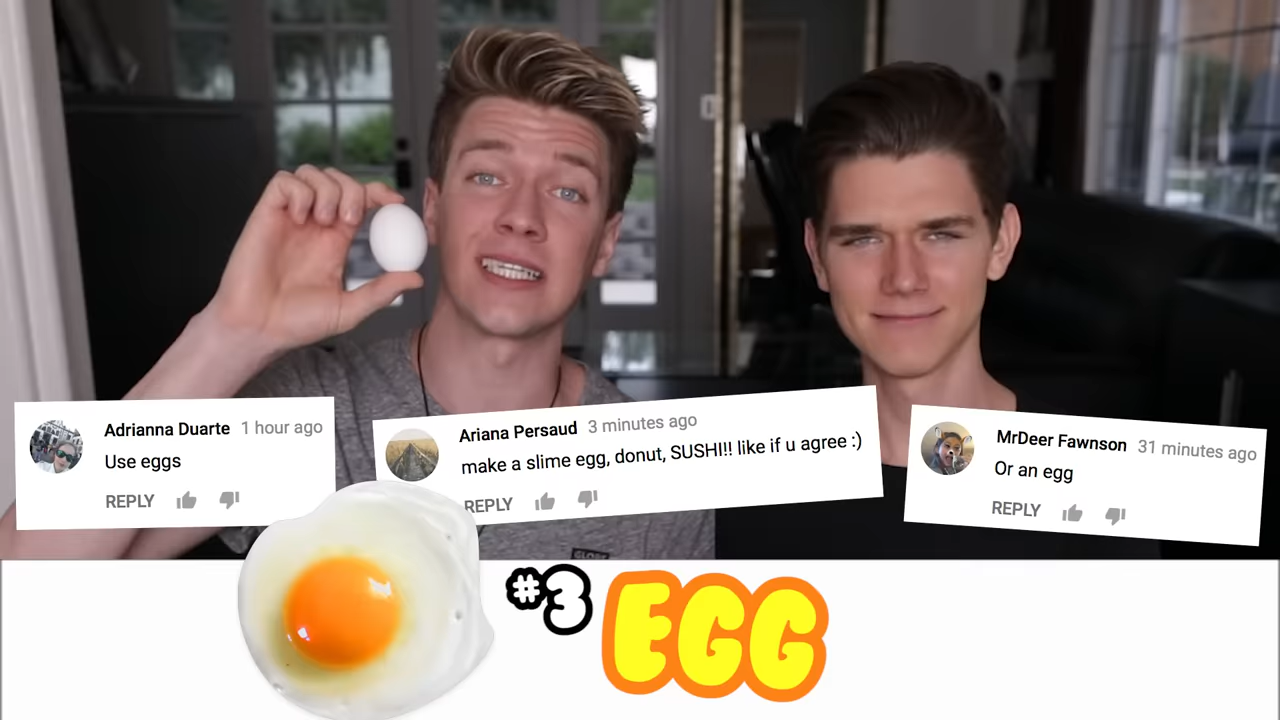 Adrianna Duarte 1 hour ago
Use eggs
REPLY
Ariana Persaud 3 minutes ago
make a slime egg, donut, SUSHI!! like if u agree :)
REPLY
MrDeer Fawnson 31 minutes ago
Or an egg
REPLY
GLOBE
#3 EGG